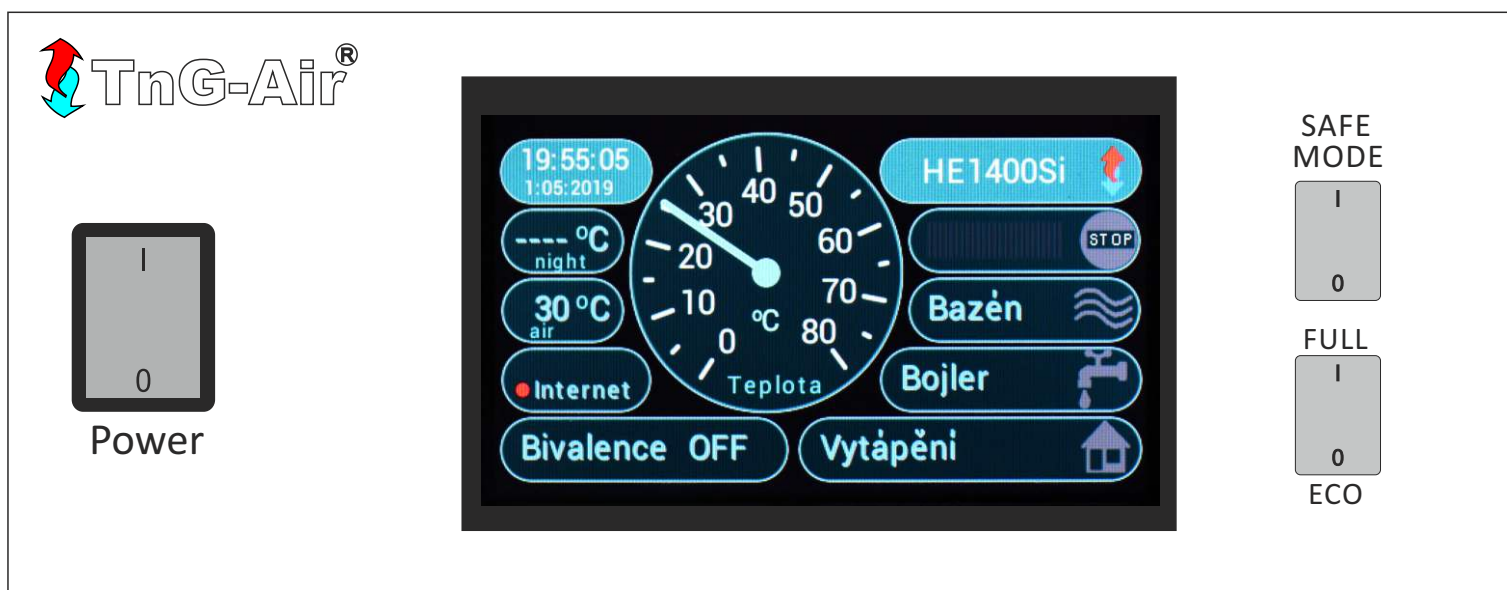 TnG-Air®
I
0
Power
19:55:05
1:05:2019
---- °C
night
30 °C
air
Internet
Bivalence OFF
0
10
20
30
40
50
60
70
80
°C
Teplota
HE1400Si
STOP
Bazén
Bojler
Vytápění
SAFE
MODE
I
0
FULL
I
0
ECO